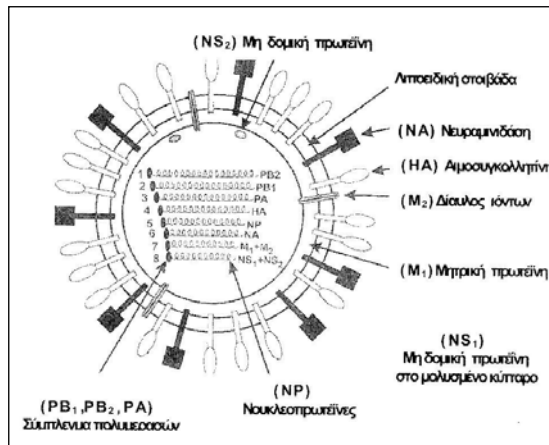 (NS₂) Μη δομική πρωτεΐνη
Λιποειδική στοιβάδα
(NA) Νευραμινιδάση
(HA) Αιμοσυγκολλητίνη
(M₂) Δίαυλος ιόντων
(M₁) Μητρική πρωτεΐνη
1 PB2
2 PB1
3 PA
4 HA
5 NP
6 NA
7 M₁+M₂
8 NS₁+NS₂
(NS₁)
Μη δομική πρωτεΐνη
στο μολυσμένο κύτταρο
(NP)
Νουκλεοπρωτεΐνες
(PB₁,PB₂,PA)
Σύμπλεγμα πολυμερασών